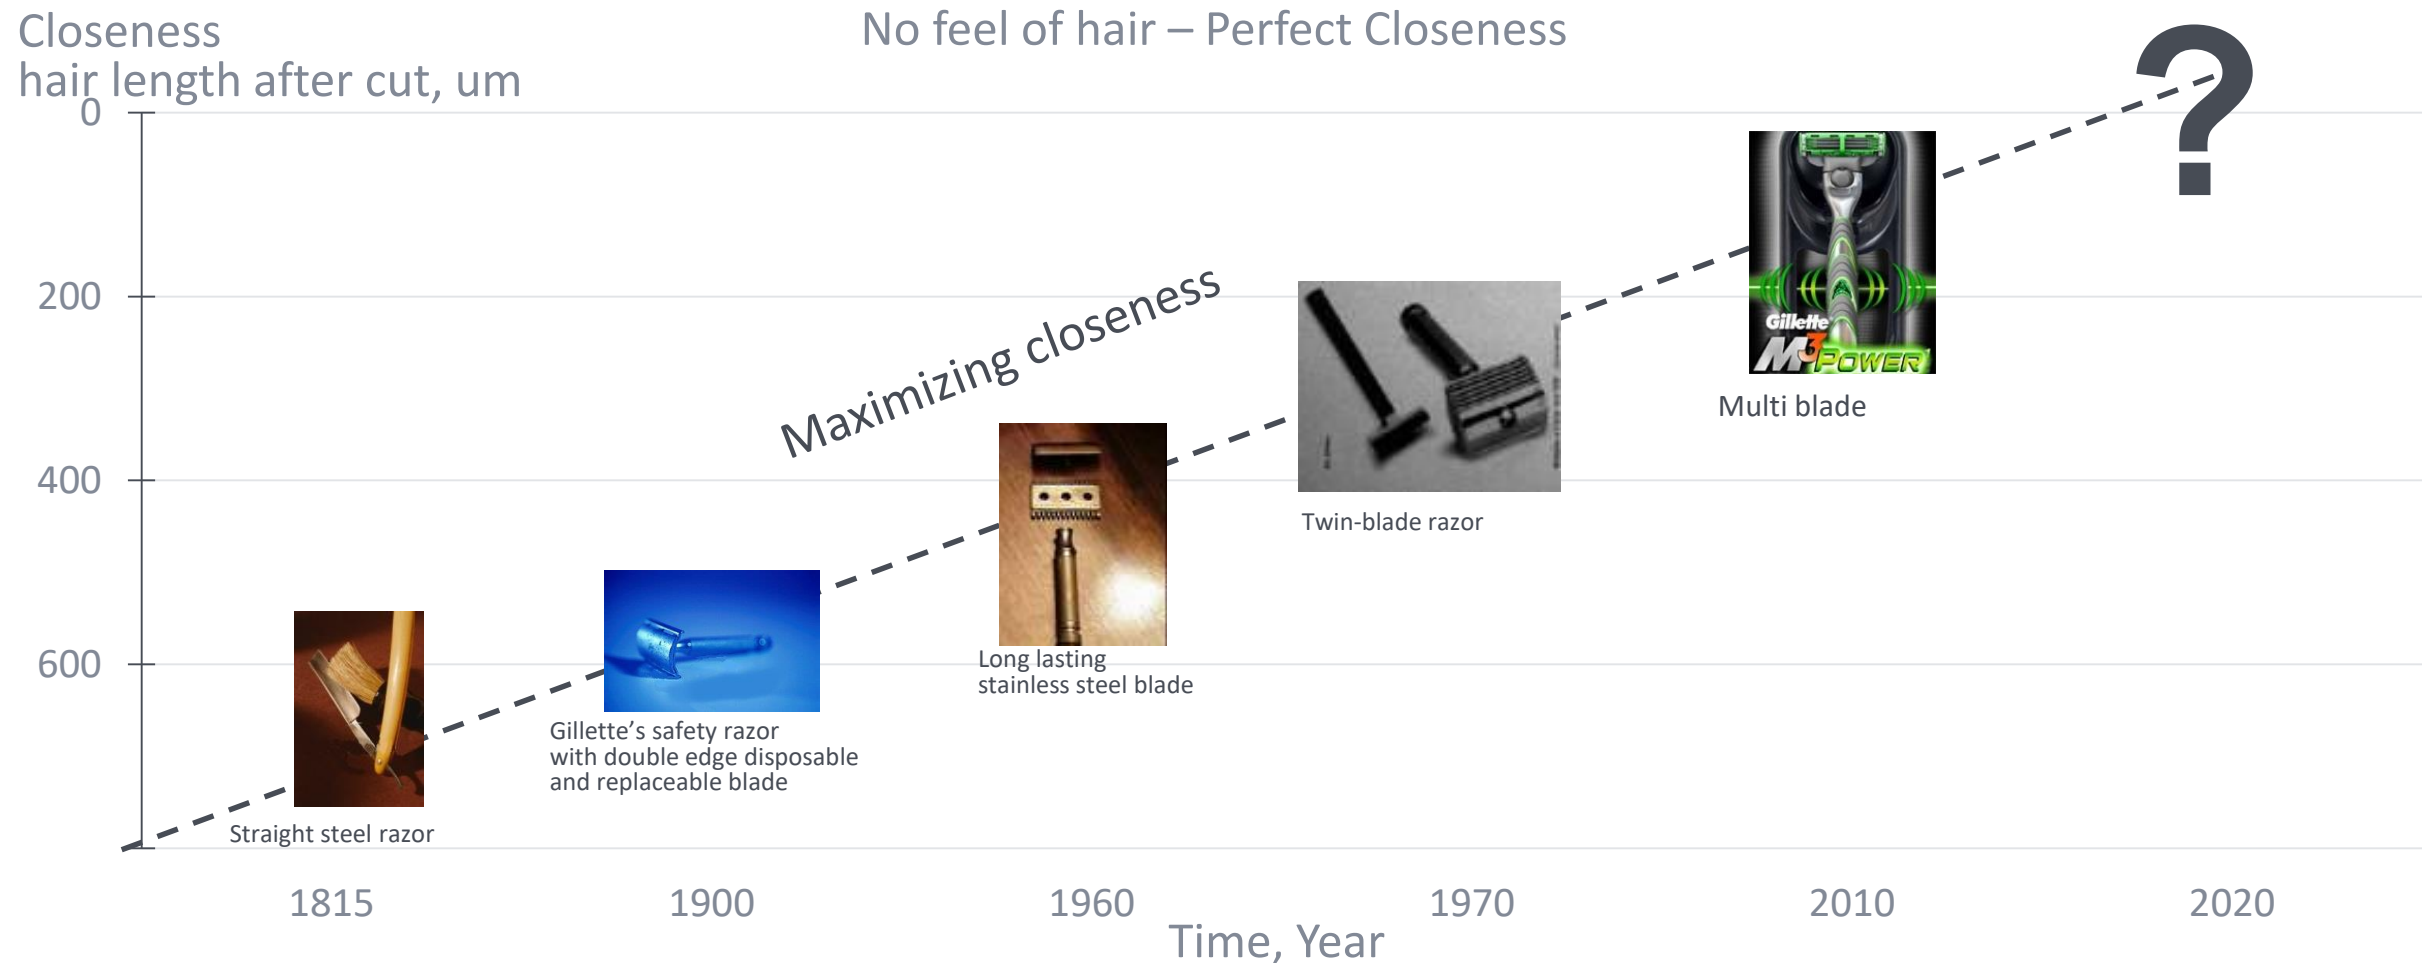 Closeness
hair length after cut, um
No feel of hair – Perfect Closeness
?
0
200
400
600
Maximizing closeness
Gillette
M3 POWER
Multi blade
Twin-blade razor
Long lasting
stainless steel blade
Gillette’s safety razor
with double edge disposable
and replaceable blade
Straight steel razor
1815
1900
1960
1970
2010
2020
Time, Year